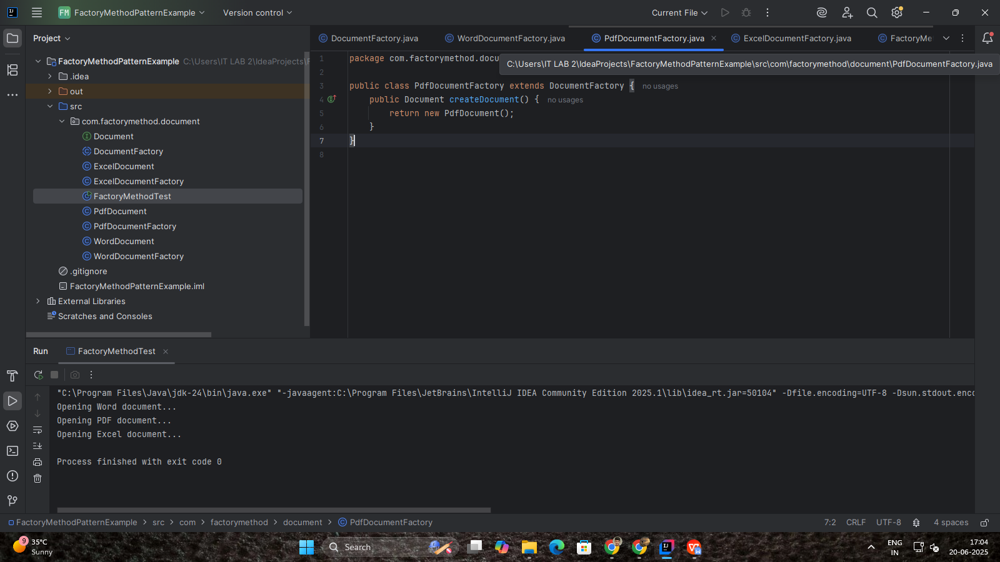 FM FactoryMethodPatternExample Version control Current File
Project
FactoryMethodPatternExample C:\Users\IT LAB 2\IdeaProjects\F
.idea
out
src
com.factorymethod.document
Document
DocumentFactory
ExcelDocument
ExcelDocumentFactory
FactoryMethodTest
PdfDocument
PdfDocumentFactory
WordDocument
WordDocumentFactory
.gitignore
FactoryMethodPatternExample.iml
External Libraries
Scratches and Consoles
DocumentFactory.java WordDocumentFactory.java PdfDocumentFactory.java ExcelDocumentFactory.java FactoryMe
C:\Users\IT LAB 2\IdeaProjects\FactoryMethodPatternExample\src\com\factorymethod\document\PdfDocumentFactory.java
1 package com.factorymethod.docu
2
3 public class PdfDocumentFactory extends DocumentFactory { no usages
4 public Document createDocument() { no usages
5 return new PdfDocument();
6 }
7 }
8
Run FactoryMethodTest
"C:\Program Files\Java\jdk-24\bin\java.exe" "-javaagent:C:\Program Files\JetBrains\IntelliJ IDEA Community Edition 2025.1\lib\idea_rt.jar=50104" -Dfile.encoding=UTF-8 -Dsun.stdout.enco
Opening Word document...
Opening PDF document...
Opening Excel document...
Process finished with exit code 0
FactoryMethodPatternExample > src > com > factorymethod > document > PdfDocumentFactory 7:2 CRLF UTF-8 4 spaces
9
35°C
Sunny
Search
ENG
IN
17:04
20-06-2025